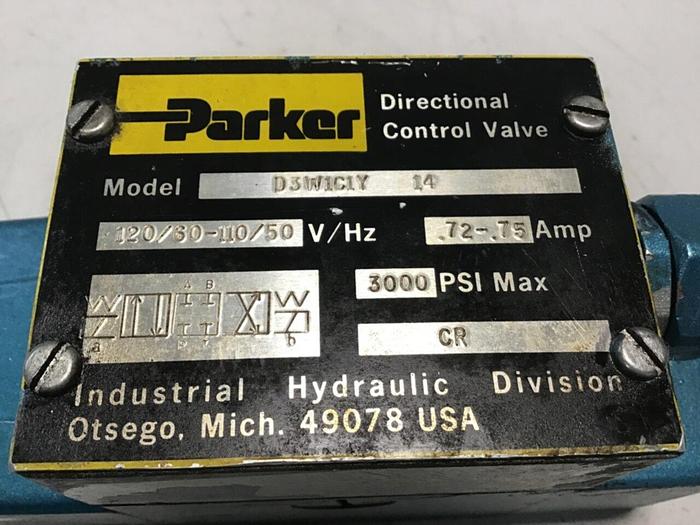 Parker
Directional
Control Valve
Model D3W1C1Y 14
120/60-110/50 V/Hz .72-.75 Amp
A B
3000 PSI Max
a b
CR
Industrial Hydraulic Division
Otsego, Mich. 49078 USA